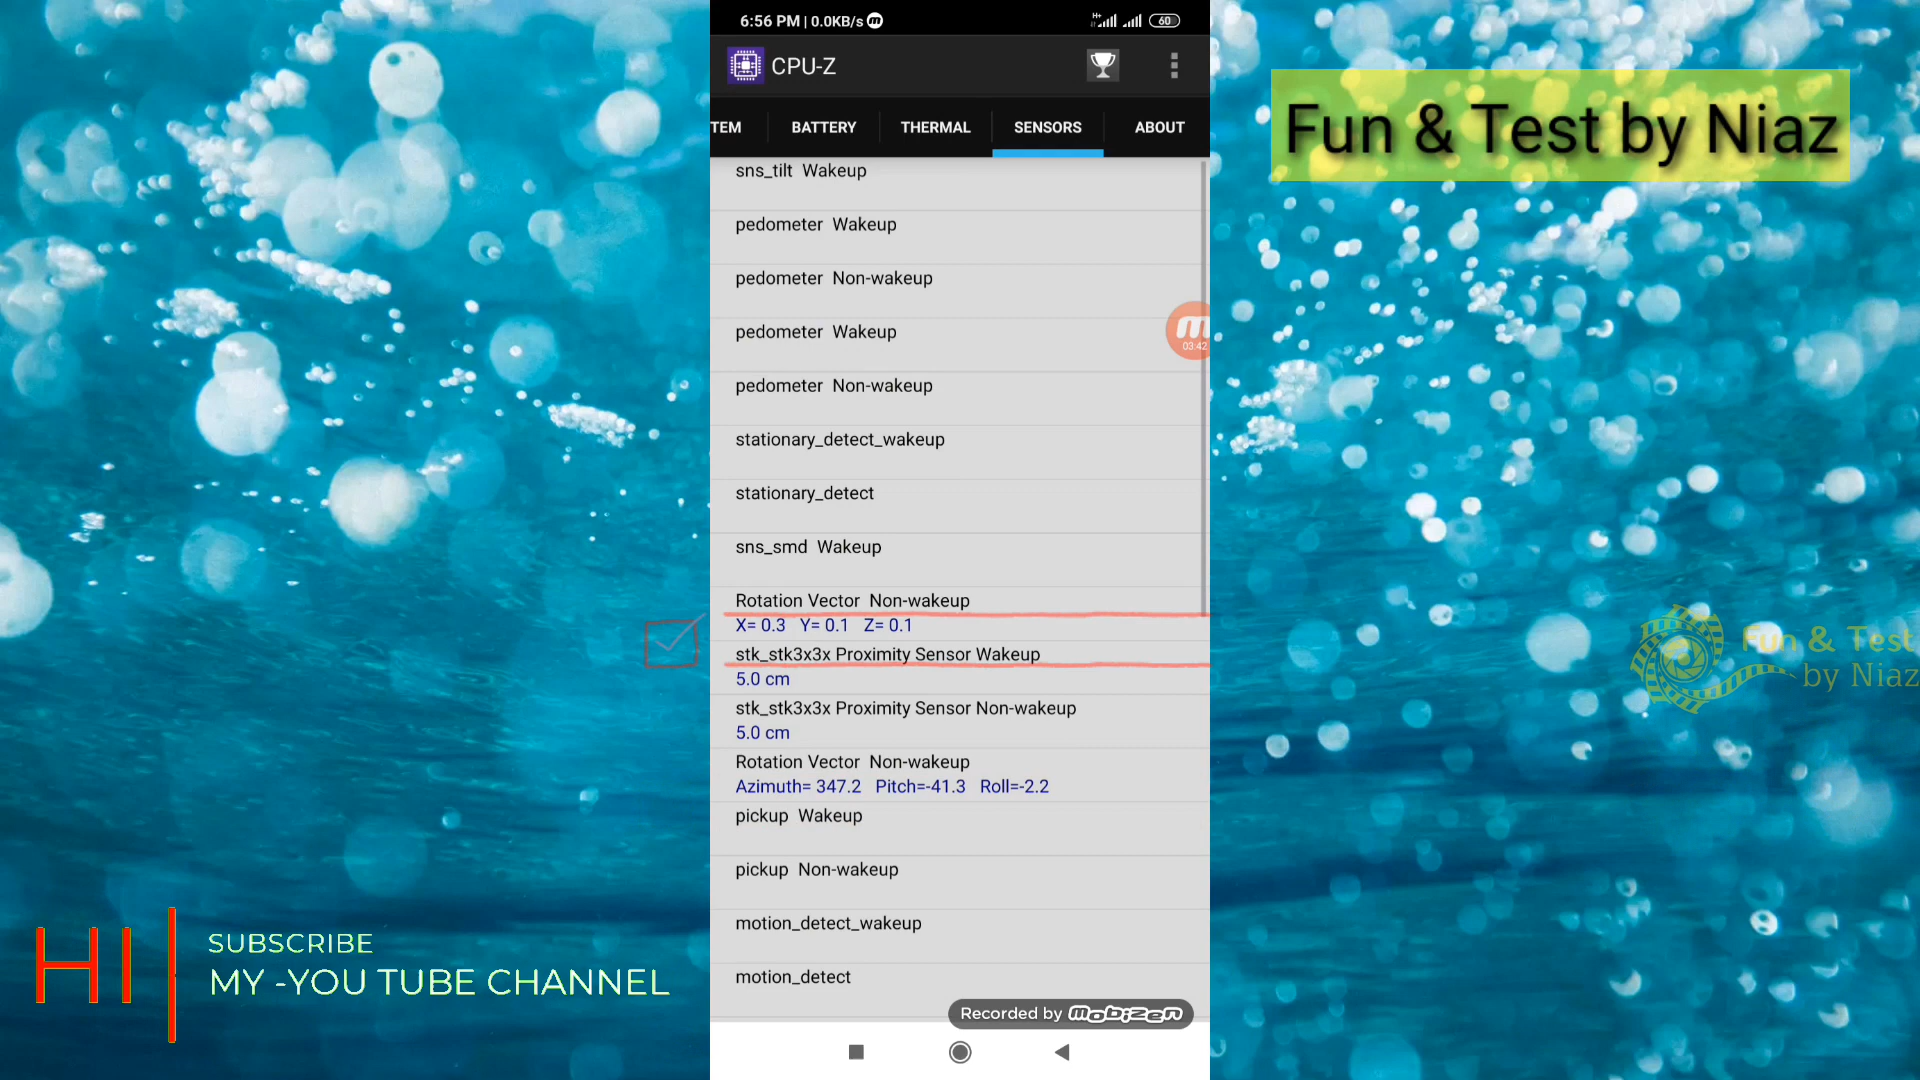 6:56 PM | 0.0KB/s
H+
60
CPU-Z
TEM
BATTERY
THERMAL
SENSORS
ABOUT
Fun & Test by Niaz
sns_tilt Wakeup
pedometer Wakeup
pedometer Non-wakeup
pedometer Wakeup
03:42
pedometer Non-wakeup
stationary_detect_wakeup
stationary_detect
sns_smd Wakeup
Rotation Vector Non-wakeup
X= 0.3 Y= 0.1 Z= 0.1
stk_stk3x3x Proximity Sensor Wakeup
5.0 cm
stk_stk3x3x Proximity Sensor Non-wakeup
5.0 cm
Rotation Vector Non-wakeup
Azimuth= 347.2 Pitch=-41.3 Roll=-2.2
pickup Wakeup
pickup Non-wakeup
motion_detect_wakeup
motion_detect
Recorded by mobizen
Fun & Test
by Niaz
HI
SUBSCRIBE
MY -YOU TUBE CHANNEL